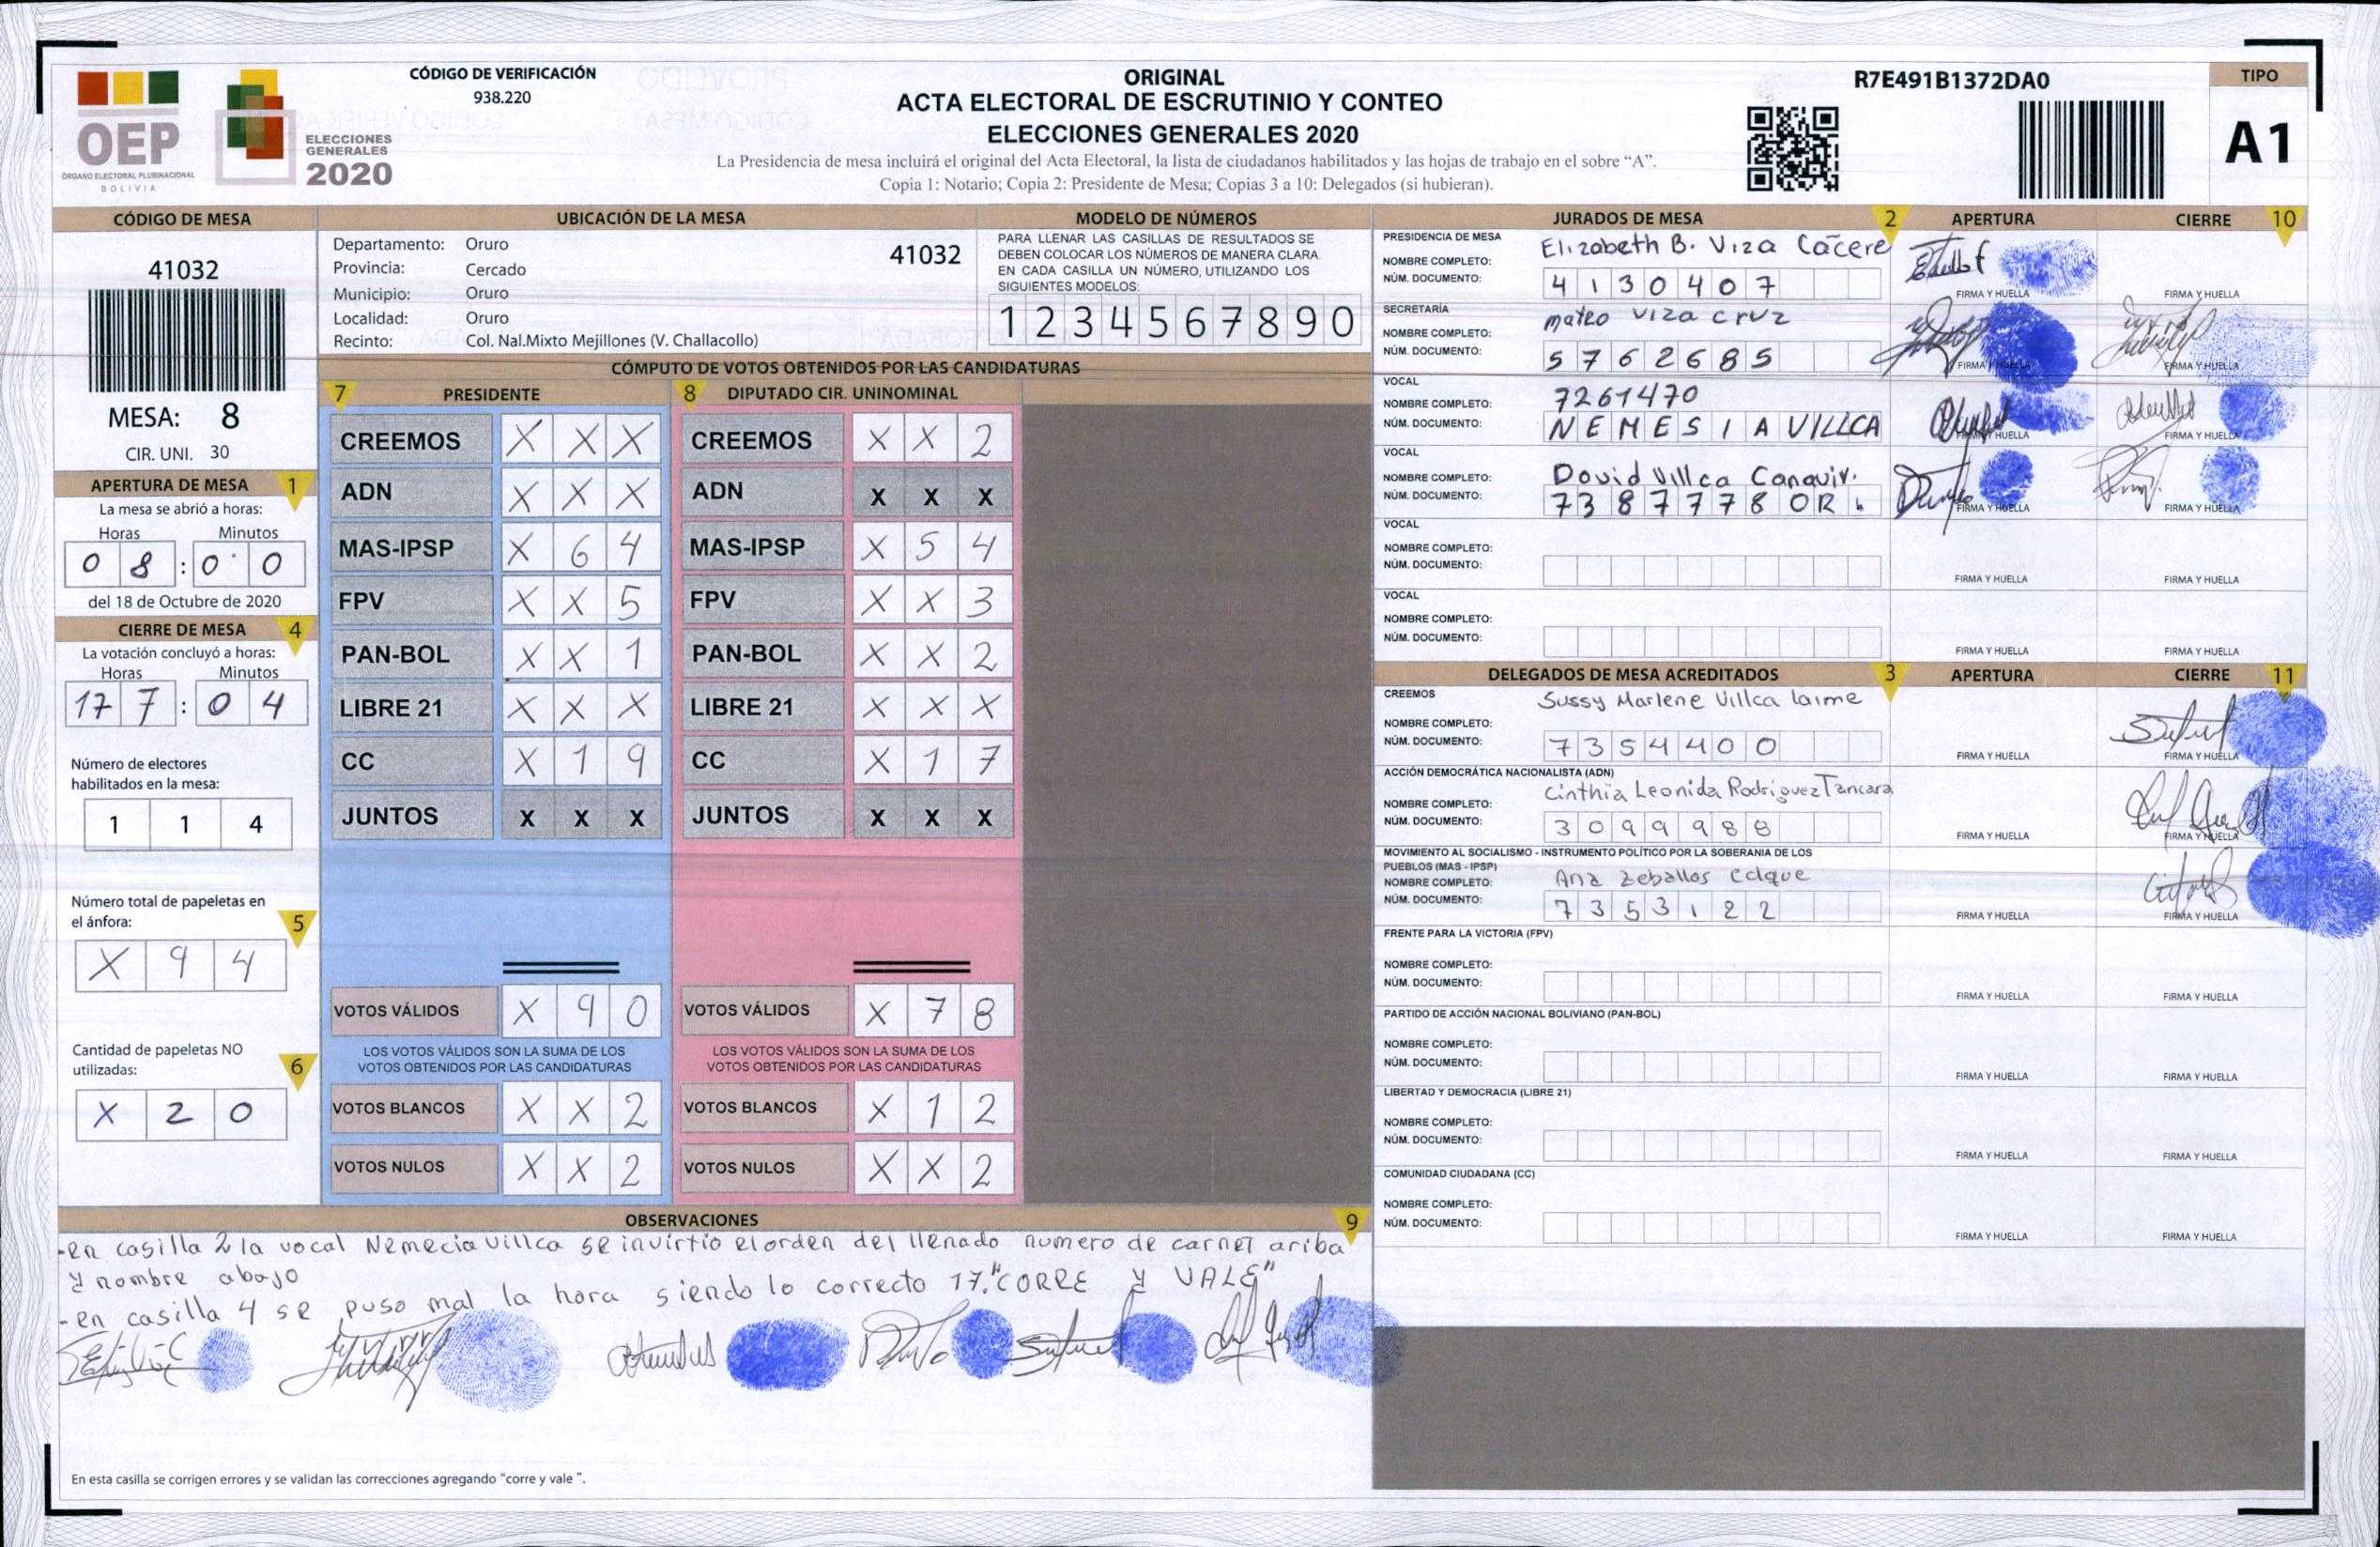 OEP
ÓRGANO ELECTORAL PLURINACIONAL
BOLIVIA
ELECCIONES
GENERALES
2020
CÓDIGO DE VERIFICACIÓN
938.220
ORIGINAL
ACTA ELECTORAL DE ESCRUTINIO Y CONTEO
ELECCIONES GENERALES 2020
La Presidencia de mesa incluirá el original del Acta Electoral, la lista de ciudadanos habilitados y las hojas de trabajo en el sobre “A”.
Copia 1: Notario; Copia 2: Presidente de Mesa; Copias 3 a 10: Delegados (si hubieran).
R7E491B1372DA0
TIPO
A1
CÓDIGO DE MESA
41032
MESA: 8
CIR. UNI. 30
APERTURA DE MESA 1
La mesa se abrió a horas:
Horas Minutos
0 8 : 0 0
del 18 de Octubre de 2020
CIERRE DE MESA 4
La votación concluyó a horas:
Horas Minutos
17 7 : 0 4
Número de electores
habilitados en la mesa:
1 1 4
Número total de papeletas en
el ánfora: 5
X 9 4
Cantidad de papeletas NO
utilizadas: 6
X 2 0
UBICACIÓN DE LA MESA
Departamento: Oruro 41032
Provincia: Cercado
Municipio: Oruro
Localidad: Oruro
Recinto: Col. Nal.Mixto Mejillones (V. Challacollo)
MODELO DE NÚMEROS
PARA LLENAR LAS CASILLAS DE RESULTADOS SE
DEBEN COLOCAR LOS NÚMEROS DE MANERA CLARA.
EN CADA CASILLA UN NÚMERO, UTILIZANDO LOS
SIGUIENTES MODELOS:
1 2 3 4 5 6 7 8 9 0
CÓMPUTO DE VOTOS OBTENIDOS POR LAS CANDIDATURAS
7 PRESIDENTE 8 DIPUTADO CIR. UNINOMINAL
CREEMOS X X X CREEMOS X X 2
ADN X X X ADN X X X
MAS-IPSP X 6 4 MAS-IPSP X 5 4
FPV X X 5 FPV X X 3
PAN-BOL X X 1 PAN-BOL X X 2
LIBRE 21 X X X LIBRE 21 X X X
CC X 1 9 CC X 1 7
JUNTOS X X X JUNTOS X X X
VOTOS VÁLIDOS X 9 0 VOTOS VÁLIDOS X 7 8
LOS VOTOS VÁLIDOS SON LA SUMA DE LOS LOS VOTOS VÁLIDOS SON LA SUMA DE LOS
VOTOS OBTENIDOS POR LAS CANDIDATURAS VOTOS OBTENIDOS POR LAS CANDIDATURAS
VOTOS BLANCOS X X 2 VOTOS BLANCOS X 1 2
VOTOS NULOS X X 2 VOTOS NULOS X X 2
JURADOS DE MESA 2 APERTURA CIERRE 10
PRESIDENCIA DE MESA Elizabeth B. Viza Cácere
NOMBRE COMPLETO:
NÚM. DOCUMENTO: 4 1 3 0 4 0 7 FIRMA Y HUELLA FIRMA Y HUELLA
SECRETARÍA mateo viza cruz
NOMBRE COMPLETO:
NÚM. DOCUMENTO: 5 7 6 2 6 8 5 FIRMA Y HUELLA FIRMA Y HUELLA
VOCAL
NOMBRE COMPLETO: 7261470
NÚM. DOCUMENTO: N E M E S I A VILLCA FIRMA Y HUELLA FIRMA Y HUELLA
VOCAL
NOMBRE COMPLETO: David Villca Canquir.
NÚM. DOCUMENTO: 7 3 8 7 7 7 8 OR. FIRMA Y HUELLA FIRMA Y HUELLA
VOCAL
NOMBRE COMPLETO:
NÚM. DOCUMENTO: FIRMA Y HUELLA FIRMA Y HUELLA
VOCAL
NOMBRE COMPLETO:
NÚM. DOCUMENTO: FIRMA Y HUELLA FIRMA Y HUELLA
DELEGADOS DE MESA ACREDITADOS 3 APERTURA CIERRE 11
CREEMOS Sussy Marlene Villca laime
NOMBRE COMPLETO:
NÚM. DOCUMENTO: 7 3 5 4 4 0 0 FIRMA Y HUELLA FIRMA Y HUELLA
ACCIÓN DEMOCRÁTICA NACIONALISTA (ADN)
NOMBRE COMPLETO: Cinthia Leonida Rodriguez Tancara
NÚM. DOCUMENTO: 3 0 9 9 9 8 8 FIRMA Y HUELLA FIRMA Y HUELLA
MOVIMIENTO AL SOCIALISMO - INSTRUMENTO POLÍTICO POR LA SOBERANIA DE LOS
PUEBLOS (MAS - IPSP)
NOMBRE COMPLETO: Ana Zeballos Colque
NÚM. DOCUMENTO: 7 3 5 3 1 2 2 FIRMA Y HUELLA FIRMA Y HUELLA
FRENTE PARA LA VICTORIA (FPV)
NOMBRE COMPLETO:
NÚM. DOCUMENTO: FIRMA Y HUELLA FIRMA Y HUELLA
PARTIDO DE ACCIÓN NACIONAL BOLIVIANO (PAN-BOL)
NOMBRE COMPLETO:
NÚM. DOCUMENTO: FIRMA Y HUELLA FIRMA Y HUELLA
LIBERTAD Y DEMOCRACIA (LIBRE 21)
NOMBRE COMPLETO:
NÚM. DOCUMENTO: FIRMA Y HUELLA FIRMA Y HUELLA
COMUNIDAD CIUDADANA (CC)
NOMBRE COMPLETO:
NÚM. DOCUMENTO: FIRMA Y HUELLA FIRMA Y HUELLA
OBSERVACIONES 9
-en casilla 2 la vocal Nemecia Villca se invirtio el orden del llenado numero de carnet ariba
y nombre abajo
-en casilla 4 se puso mal la hora siendo lo correcto 17."CORRE Y VALE"
En esta casilla se corrigen errores y se validan las correcciones agregando “corre y vale ”.